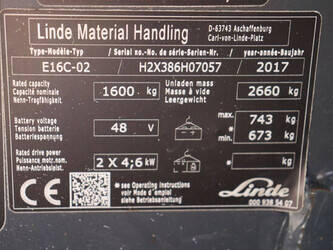 Linde Material Handling
D-63743 Aschaffenburg
Carl-von-Linde-Platz
Type-Modèle-Typ / Serial no.-No. de série-Serien-Nr. / year-année-Baujahr
E16C-02 / H2X386H07057 / 2017
Rated capacity
Capacité nominale
Nenn-Tragfähigkeit
1600 kg
Unladen mass
Masse à vide
Leergewicht
2660 kg
Battery voltage
Tension batterie
Batteriespannung
48 V
max. 743 kg
min. 673 kg
Rated drive power
Puissance motr. nom.
Nenn-Antriebsleist.
2 X 4,6 kW
see Operating instructions
voir Mode d'emploi
siehe Betriebsanleitung
CE
Linde
000 938 54 07